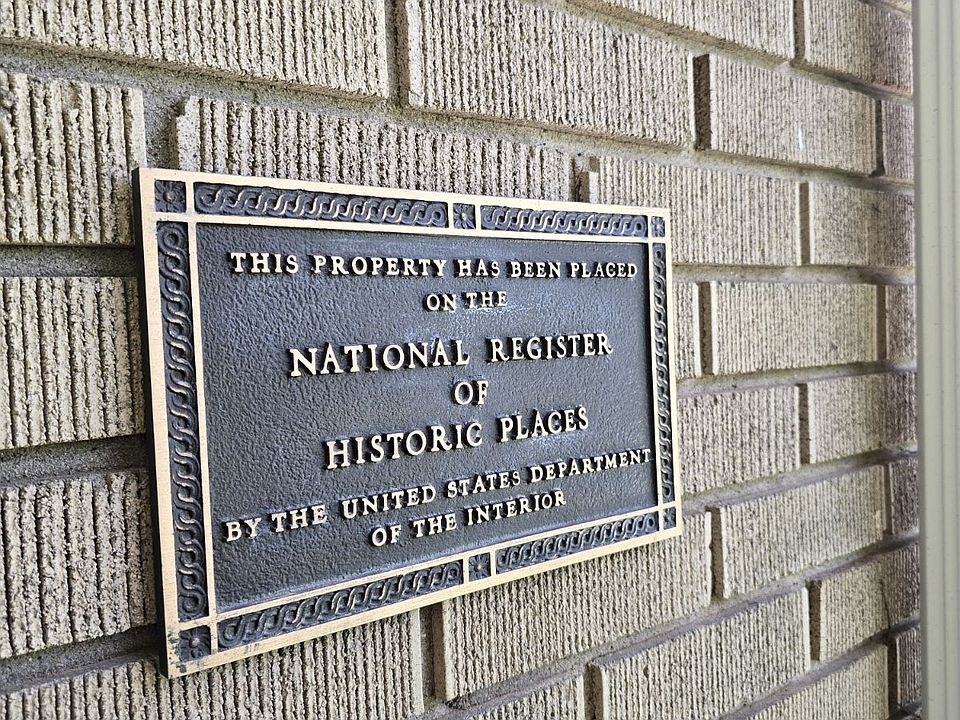 THIS PROPERTY HAS BEEN PLACED
ON THE
NATIONAL REGISTER
OF
HISTORIC PLACES
BY THE UNITED STATES DEPARTMENT
OF THE INTERIOR